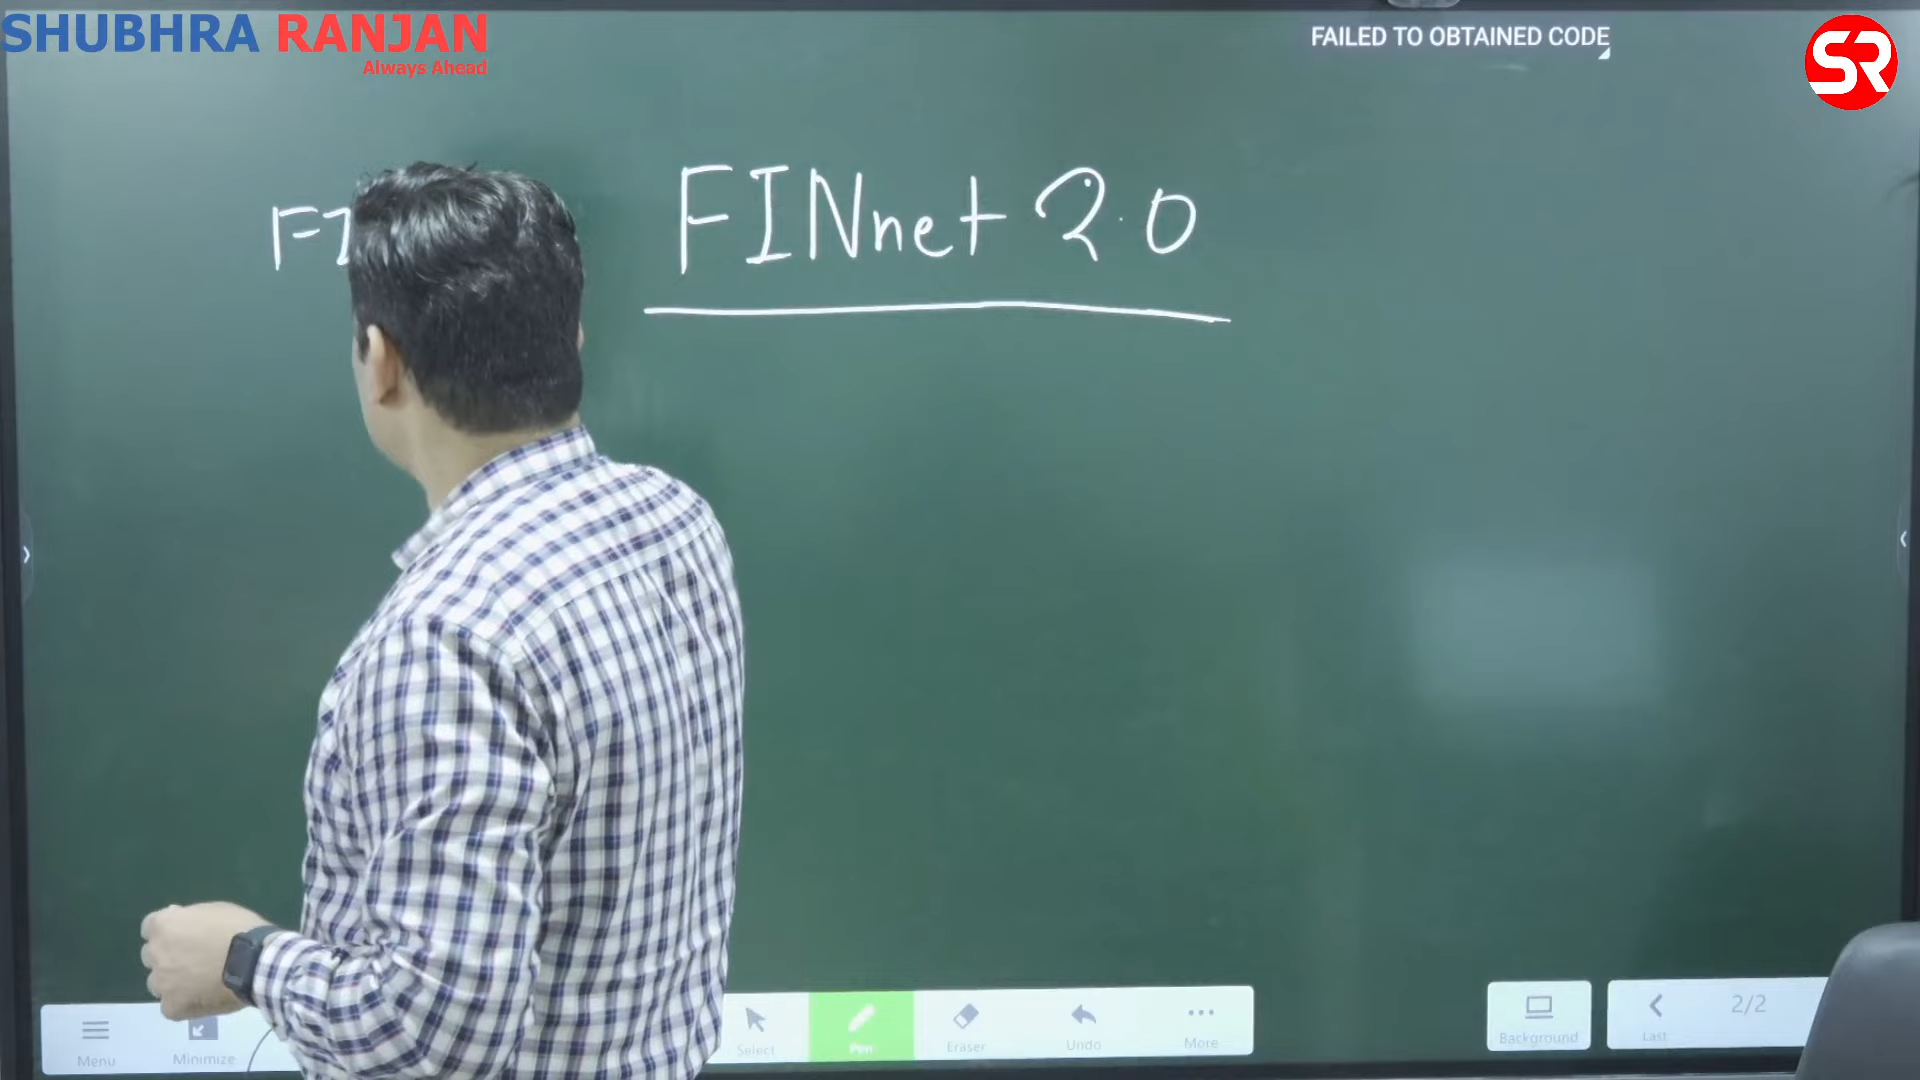 SHUBHRA RANJAN
Always Ahead
FAILED TO OBTAINED CODE
SR
FINnet 2.0
Menu
Minimize
Select
Pen
Eraser
Undo
More
Background
Last
2/2